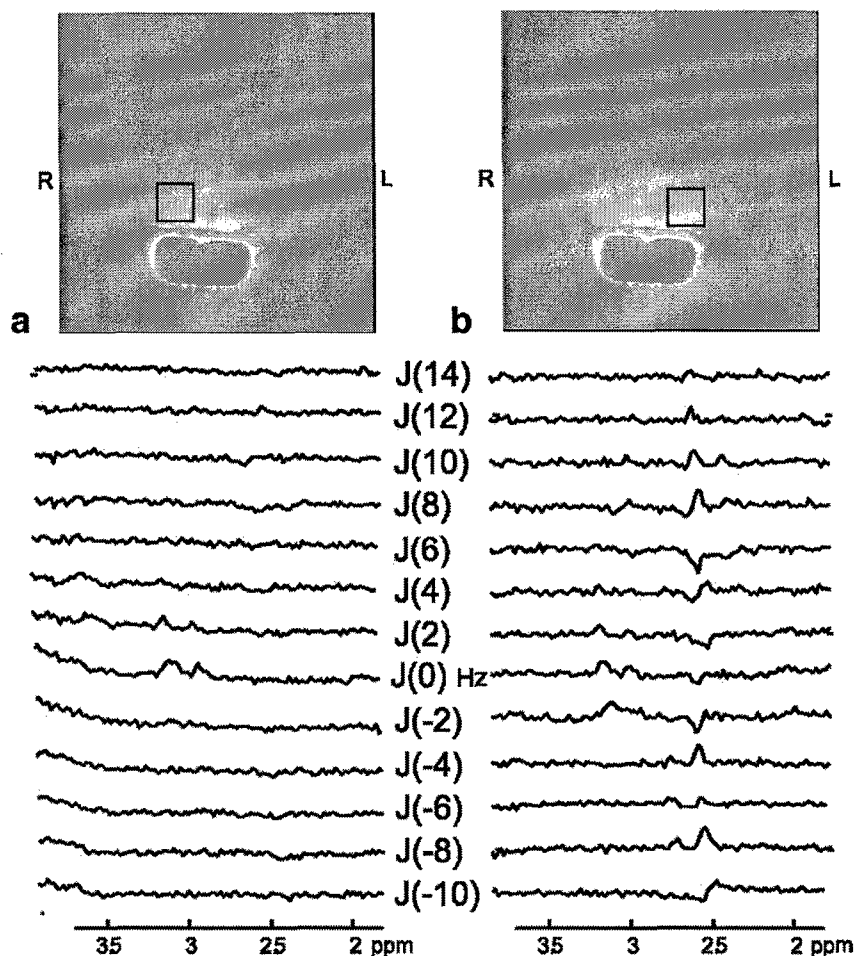 R L R L
a b
J(14)
J(12)
J(10)
J(8)
J(6)
J(4)
J(2)
J(0) Hz
J(-2)
J(-4)
J(-6)
J(-8)
J(-10)
35 3 25 2 ppm 35 3 25 2 ppm